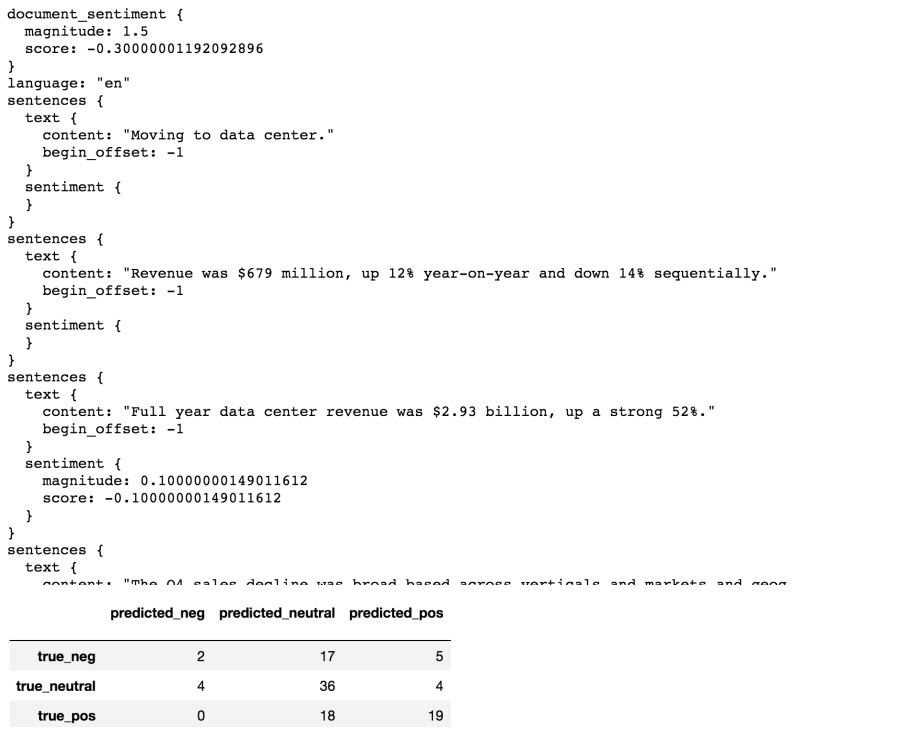 document_sentiment {
  magnitude: 1.5
  score: -0.30000001192092896
}
language: "en"
sentences {
  text {
    content: "Moving to data center."
    begin_offset: -1
  }
  sentiment {
  }
}
sentences {
  text {
    content: "Revenue was $679 million, up 12% year-on-year and down 14% sequentially."
    begin_offset: -1
  }
  sentiment {
  }
}
sentences {
  text {
    content: "Full year data center revenue was $2.93 billion, up a strong 52%."
    begin_offset: -1
  }
  sentiment {
    magnitude: 0.10000000149011612
    score: -0.10000000149011612
  }
}
sentences {
  text {
    content: "The Q4 sales decline was broad based across verticals and markets and geog
predicted_neg predicted_neutral predicted_pos
true_neg 2 17 5
true_neutral 4 36 4
true_pos 0 18 19